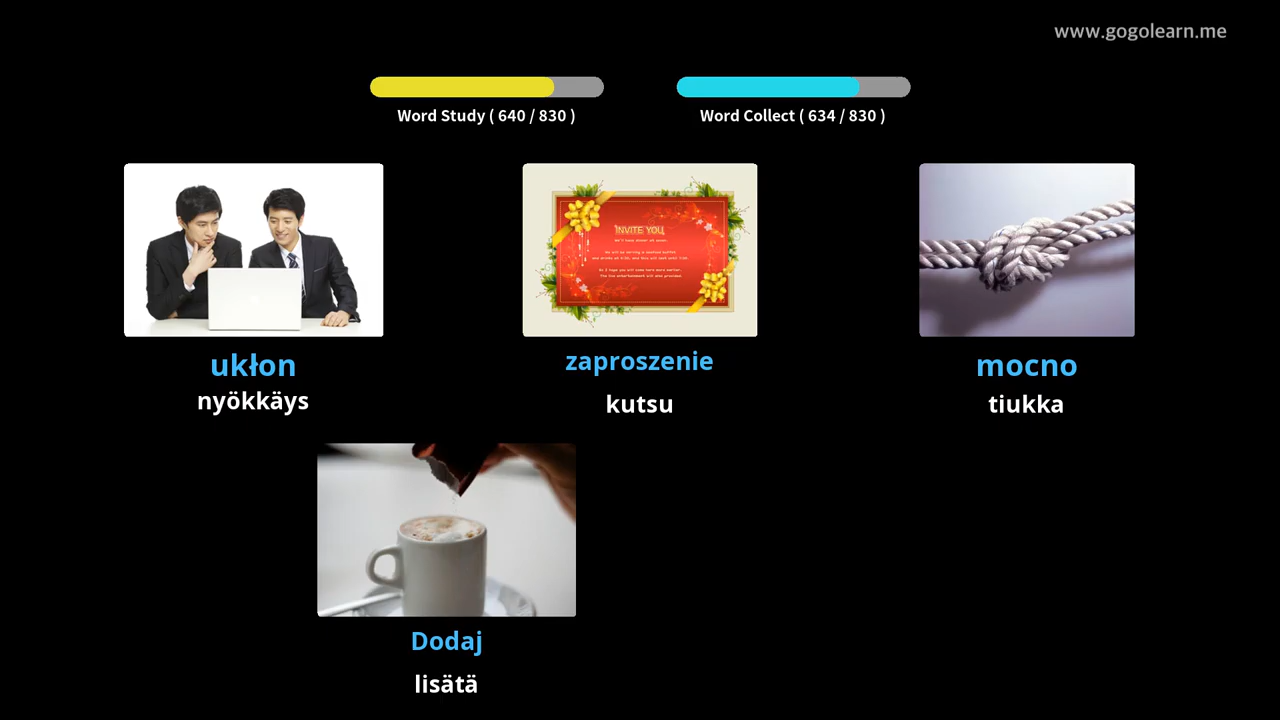 www.gogolearn.me
Word Study ( 640 / 830 )
Word Collect ( 634 / 830 )
INVITE YOU
ukłon
nyökkäys
zaproszenie
kutsu
mocno
tiukka
Dodaj
lisätä